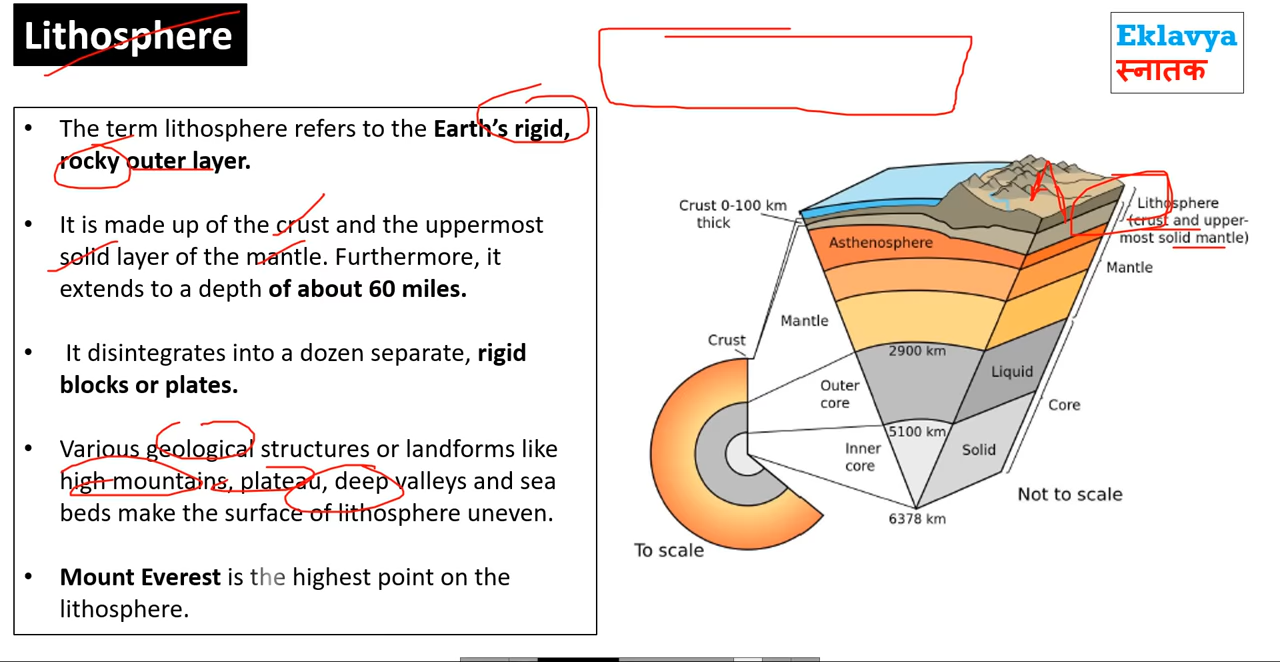 Lithosphere
Eklavya
स्नातक
• The term lithosphere refers to the Earth's rigid,
rocky outer layer.
• It is made up of the crust and the uppermost
solid layer of the mantle. Furthermore, it
extends to a depth of about 60 miles.
• It disintegrates into a dozen separate, rigid
blocks or plates.
• Various geological structures or landforms like
high mountains, plateau, deep valleys and sea
beds make the surface of lithosphere uneven.
• Mount Everest is the highest point on the
lithosphere.
Crust 0-100 km
thick
Lithosphere
(crust and upper-
most solid mantle)
Asthenosphere
Mantle
Mantle
Crust
2900 km
Liquid
Outer
core
Core
5100 km
Inner
core
Solid
Not to scale
6378 km
To scale